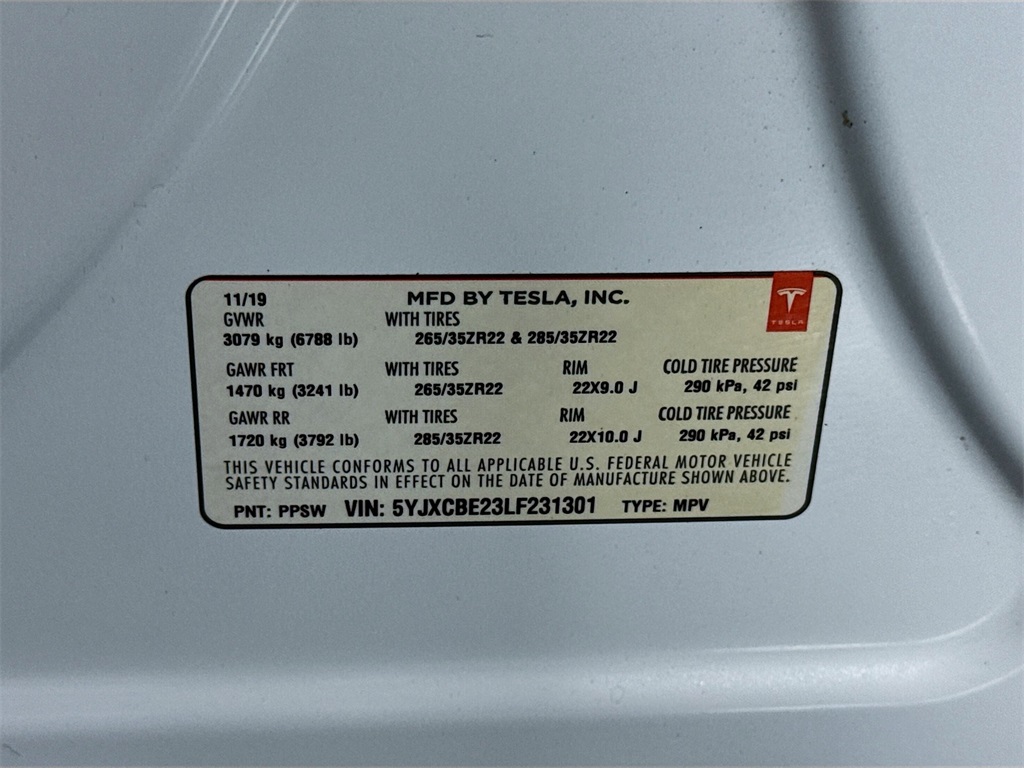 11/19 MFD BY TESLA, INC.
TESLA
GVWR WITH TIRES
3079 kg (6788 lb) 265/35ZR22 & 285/35ZR22
GAWR FRT WITH TIRES RIM COLD TIRE PRESSURE
1470 kg (3241 lb) 265/35ZR22 22X9.0 J 290 kPa, 42 psi
GAWR RR WITH TIRES RIM COLD TIRE PRESSURE
1720 kg (3792 lb) 285/35ZR22 22X10.0 J 290 kPa, 42 psi
THIS VEHICLE CONFORMS TO ALL APPLICABLE U.S. FEDERAL MOTOR VEHICLE
SAFETY STANDARDS IN EFFECT ON THE DATE OF MANUFACTURE SHOWN ABOVE.
PNT: PPSW VIN: 5YJXCBE23LF231301 TYPE: MPV